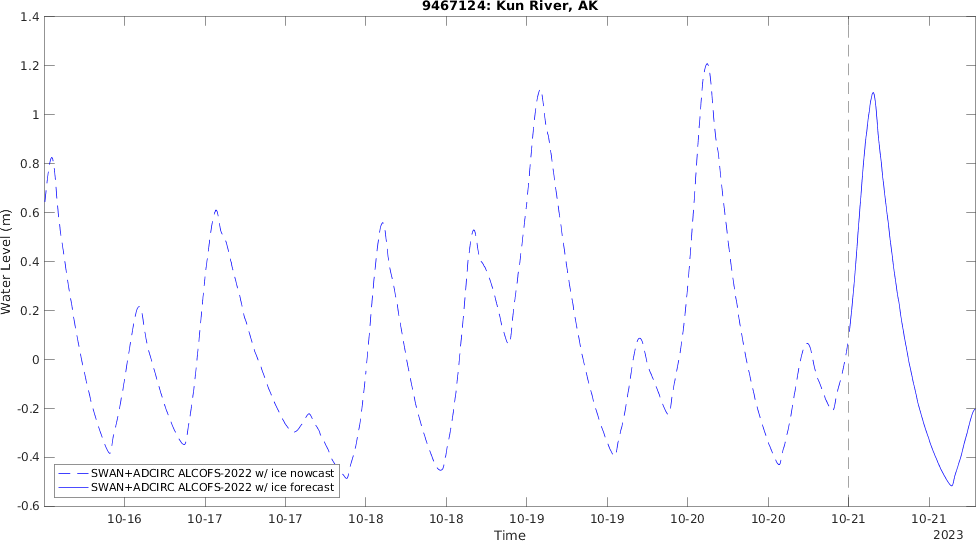 9467124: Kun River, AK
1.4
1.2
1
0.8
0.6
0.4
0.2
0
-0.2
-0.4
-0.6
Water Level (m)
SWAN+ADCIRC ALCOFS-2022 w/ ice nowcast
SWAN+ADCIRC ALCOFS-2022 w/ ice forecast
10-16 10-17 10-17 10-18 10-18 10-19 10-19 10-20 10-20 10-21 10-21
Time
2023